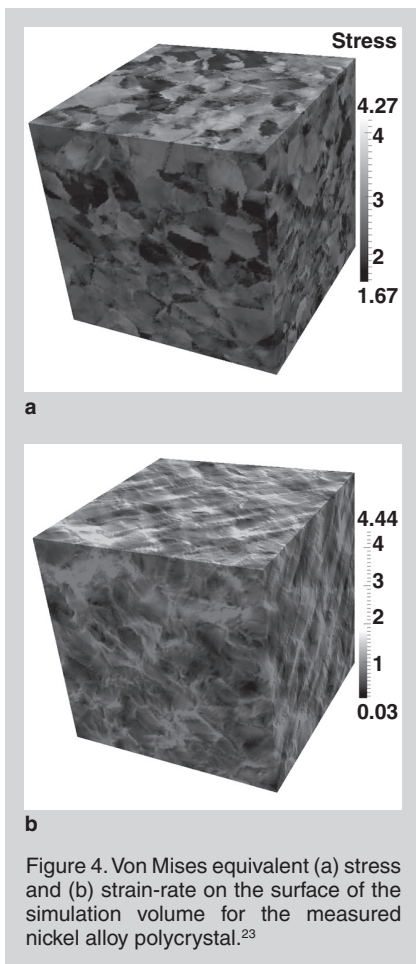 Stress
4.27
4
3
2
1.67
a
4.44
4
3
2
1
0.03
b
Figure 4. Von Mises equivalent (a) stress
and (b) strain-rate on the surface of the
simulation volume for the measured
nickel alloy polycrystal.23